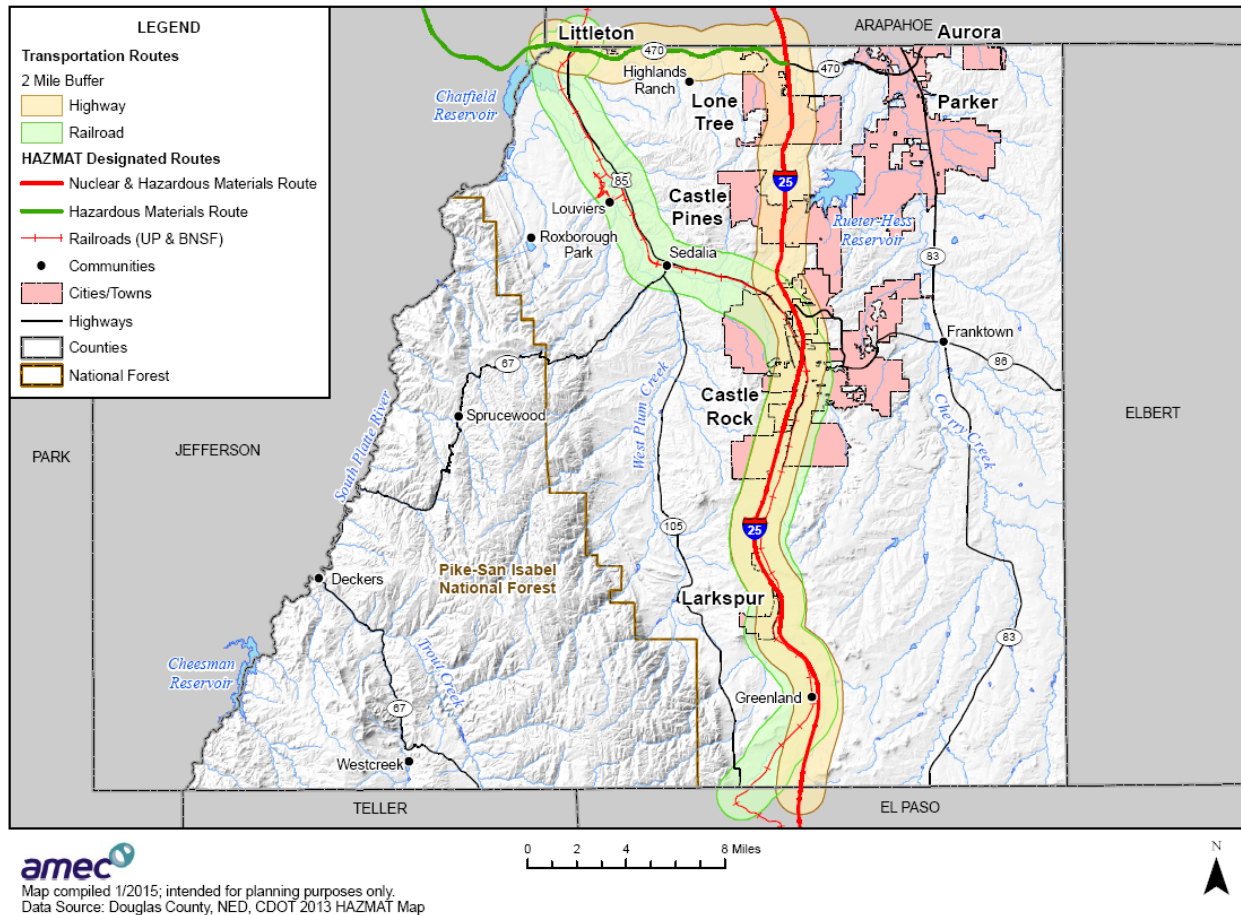 LEGEND
Transportation Routes
2 Mile Buffer
Highway
Railroad
HAZMAT Designated Routes
Nuclear & Hazardous Materials Route
Hazardous Materials Route
Railroads (UP & BNSF)
Communities
Cities/Towns
Highways
Counties
National Forest
ARAPAHOE
Littleton
Aurora
470
470
Highlands
Ranch
Chatfield
Reservoir
Lone
Tree
Parker
25
85
Castle
Pines
Louviers
Rueter-Hess
Reservoir
Roxborough
Park
Sedalia
83
Franktown
67
86
Castle
Rock
Sprucewood
West Plum Creek
Cherry Creek
ELBERT
PARK
JEFFERSON
South Platte River
105
25
Pike-San Isabel
National Forest
Deckers
Larkspur
83
Cheesman
Reservoir
Trout Creek
Greenland
67
Westcreek
TELLER
EL PASO
amec
0 2 4 8 Miles
N
Map compiled 1/2015; intended for planning purposes only.
Data Source: Douglas County, NED, CDOT 2013 HAZMAT Map